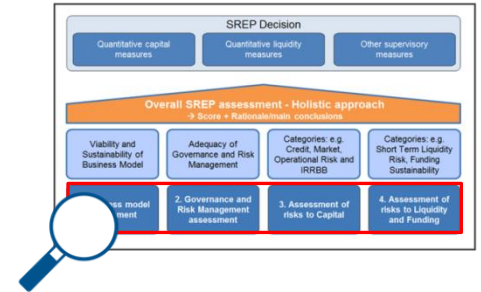 SREP Decision
Quantitative capital
measures
Quantitative liquidity
measures
Other supervisory
measures
Overall SREP assessment - Holistic approach
→ Score + Rationale/main conclusions
Viability and
Sustainability of
Business Model
Adequacy of
Governance and Risk
Management
Categories: e.g.
Credit, Market,
Operational Risk and
IRRBB
Categories: e.g.
Short Term Liquidity
Risk, Funding
Sustainability
ess model
ment
2. Governance and
Risk Management
assessment
3. Assessment of
risks to Capital
4. Assessment of
risks to Liquidity
and Funding